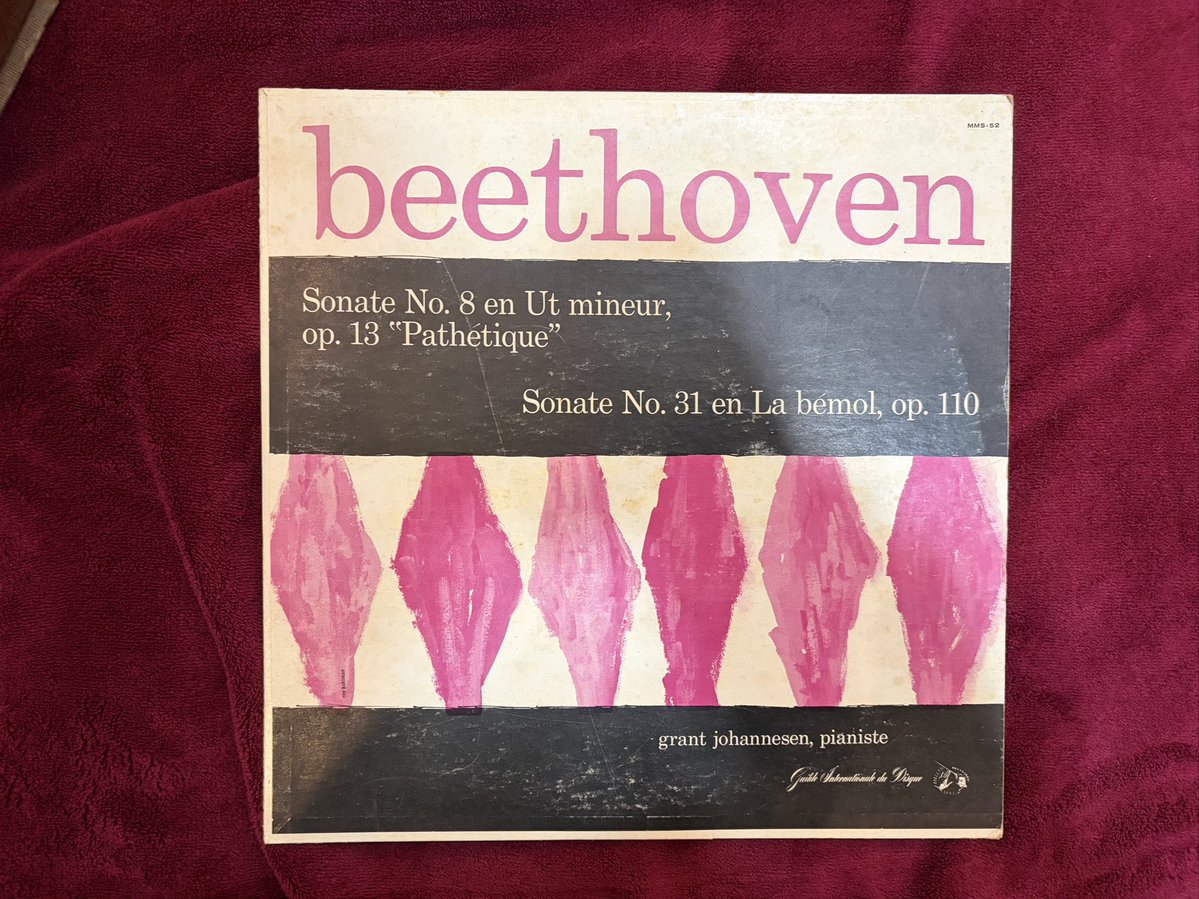 MMS-52
beethoven
Sonate No. 8 en Ut mineur,
op. 13 “Pathétique”
Sonate No. 31 en La bémol, op. 110
grant johannesen, pianiste
Guilde Internationale du Disque